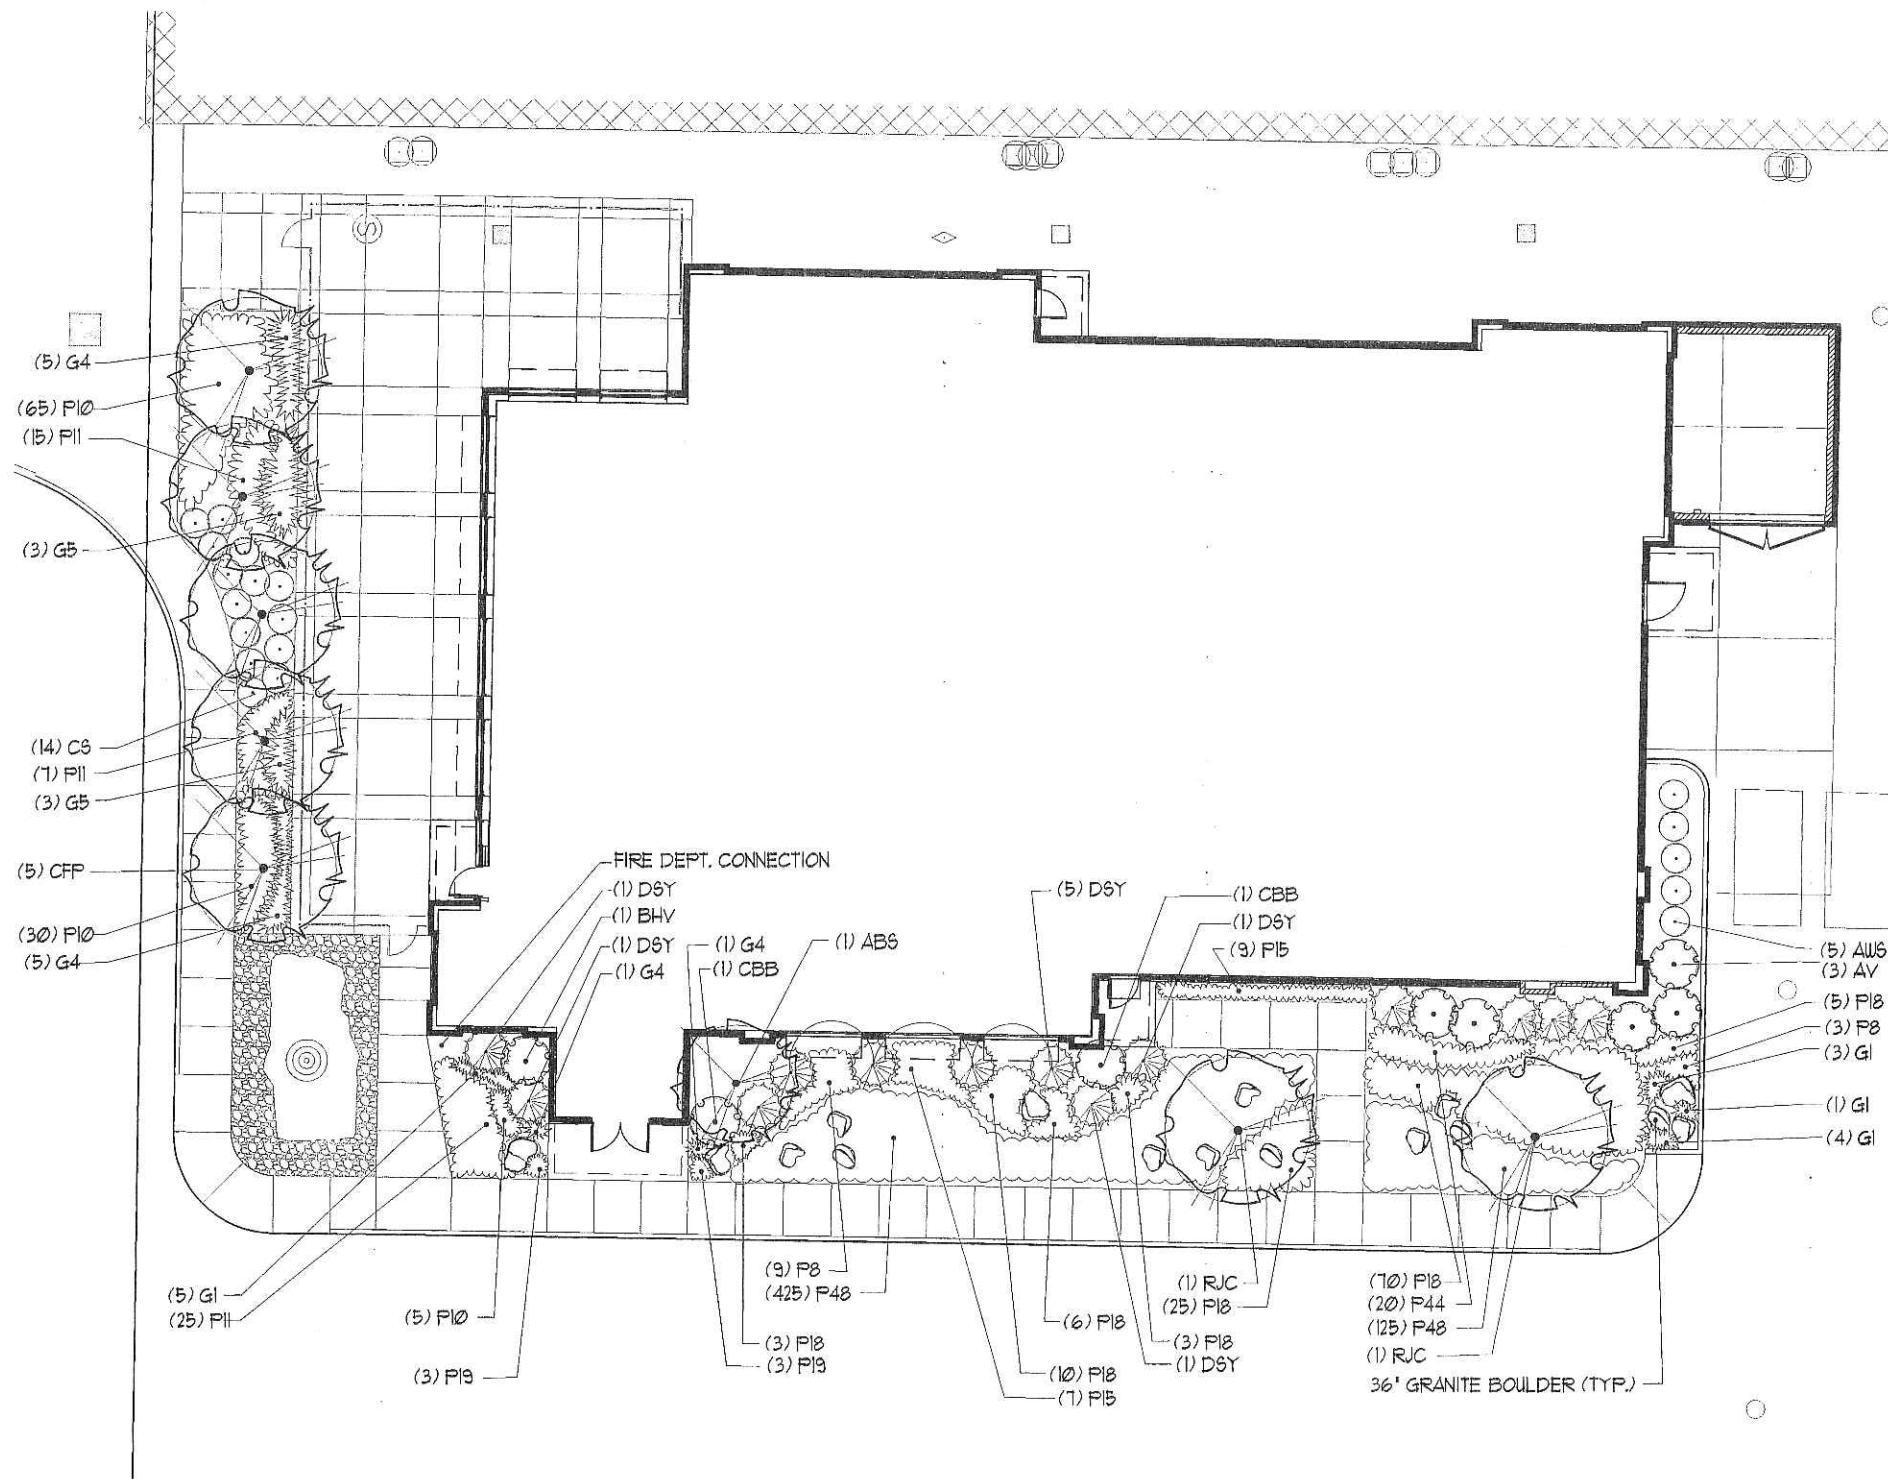 S
(5) G4
(65) P10
(15) P11
(3) G5
(14) CS
(7) P11
(3) G5
(5) CFP
(30) P10
(5) G4
FIRE DEPT. CONNECTION
(1) DSY
(1) BHV
(1) DSY
(1) G4
(1) G4
(1) CBB
(1) ABS
(5) DSY
(1) CBB
(1) DSY
(9) P15
(5) AWS
(3) AV
(5) P18
(3) P8
(3) G1
(1) G1
(4) G1
(5) G1
(25) P11
(5) P10
(3) P19
(9) P8
(425) P48
(3) P18
(3) P19
(6) P18
(10) P18
(7) P15
(3) P18
(1) DSY
(1) RJC
(25) P18
(70) P18
(20) P44
(125) P48
(1) RJC
36" GRANITE BOULDER (TYP.)